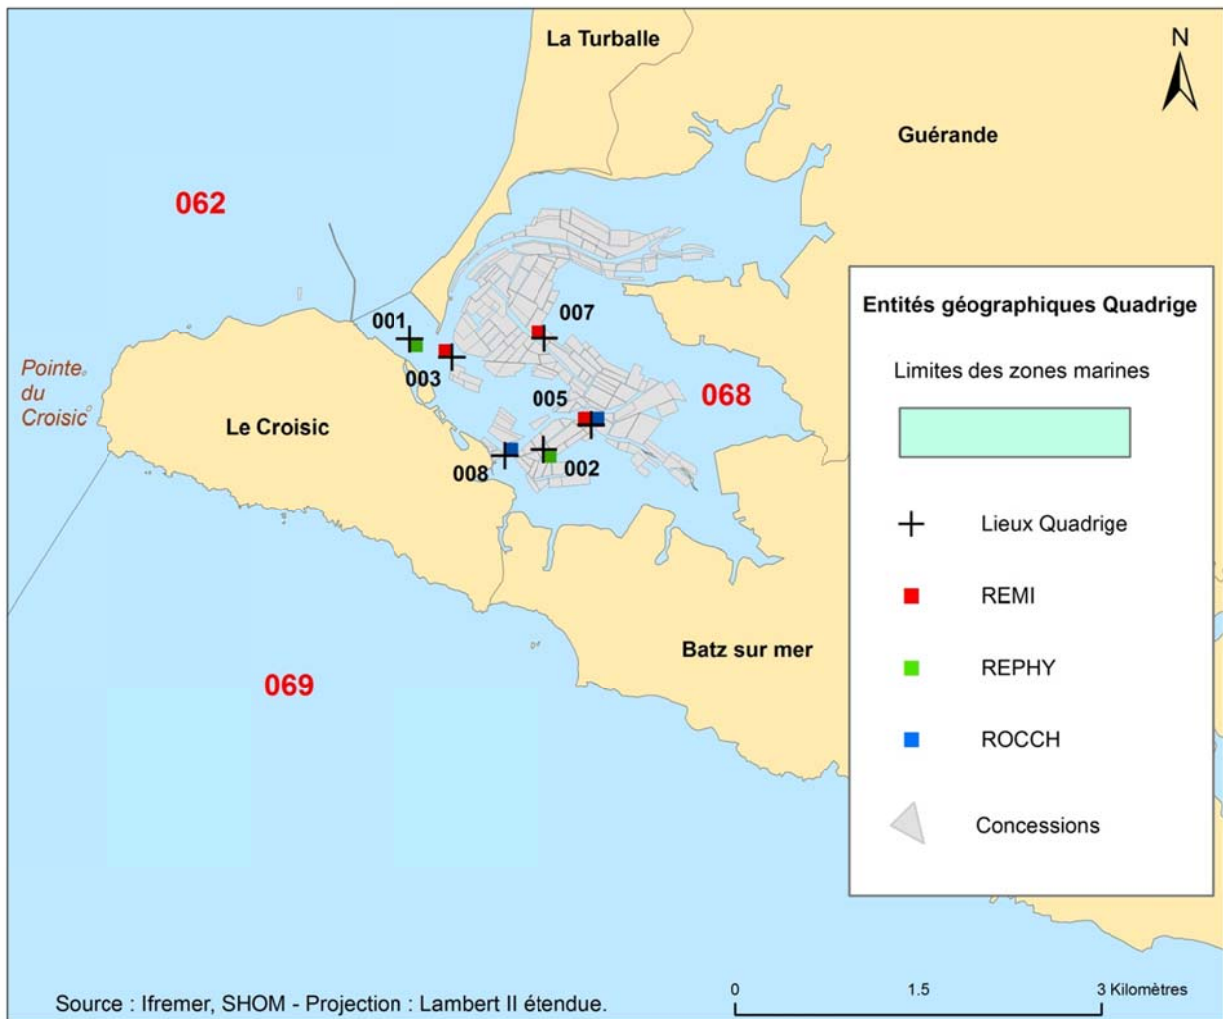 La Turballe
N
Guérande
062
Entités géographiques Quadrige
001
007
Limites des zones marines
Pointe
du
Croisic
003
005
068
Le Croisic
008
002
Lieux Quadrige
REMI
Batz sur mer
069
REPHY
ROCCH
Concessions
0 1.5 3 Kilomètres
Source : Ifremer, SHOM - Projection : Lambert II étendue.